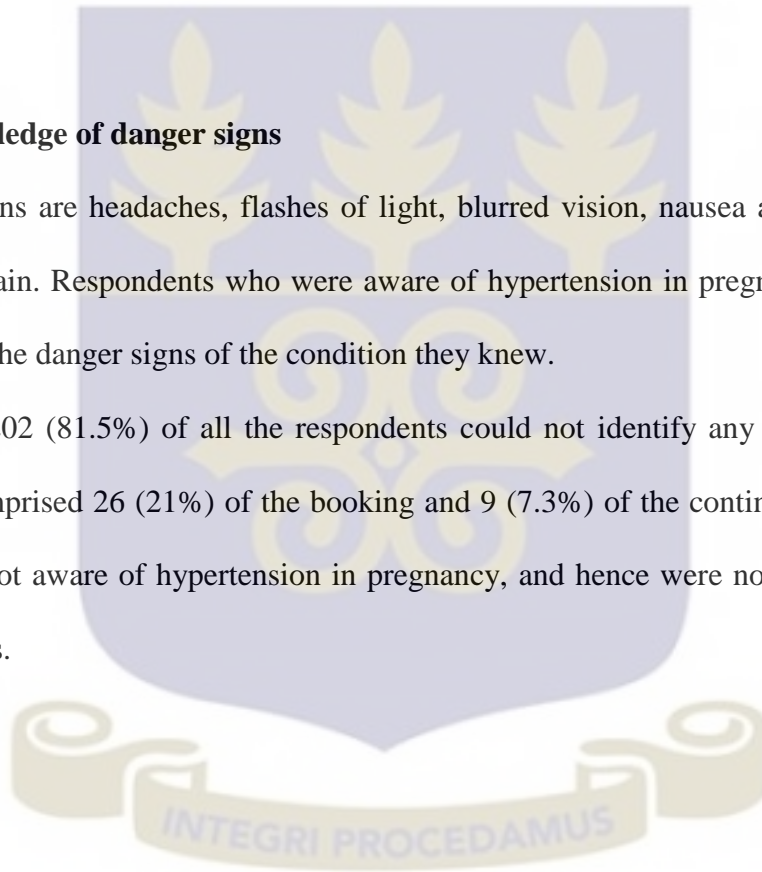 ledge of danger signs
ns are headaches, flashes of light, blurred vision, nausea a
ain. Respondents who were aware of hypertension in pregn
he danger signs of the condition they knew.
02 (81.5%) of all the respondents could not identify any
prised 26 (21%) of the booking and 9 (7.3%) of the contin
ot aware of hypertension in pregnancy, and hence were no
s.
INTEGRI PROCEDAMUS